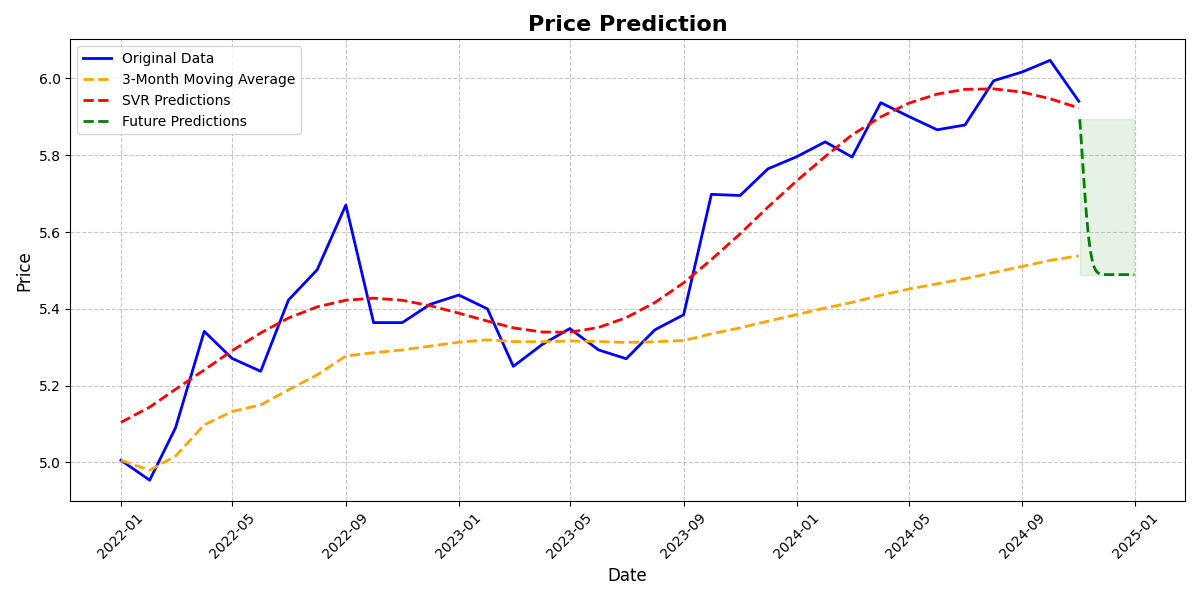 Price Prediction
Original Data
3-Month Moving Average
SVR Predictions
Future Predictions
Price
6.0
5.8
5.6
5.4
5.2
5.0
2022-01
2022-05
2022-09
2023-01
2023-05
2023-09
2024-01
2024-05
2024-09
2025-01
Date